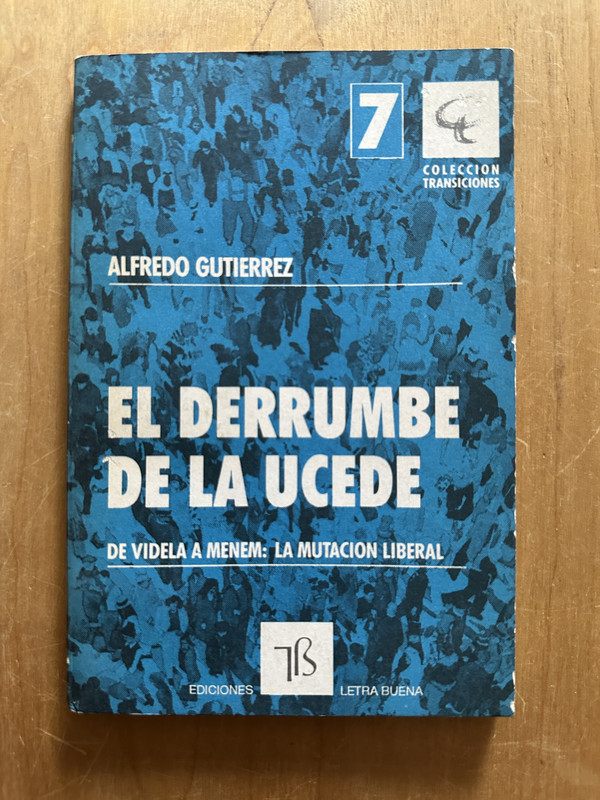 7
COLECCION
TRANSICIONES
ALFREDO GUTIERREZ
EL DERRUMBE
DE LA UCEDE
DE VIDELA A MENEM: LA MUTACION LIBERAL
EDICIONES LETRA BUENA